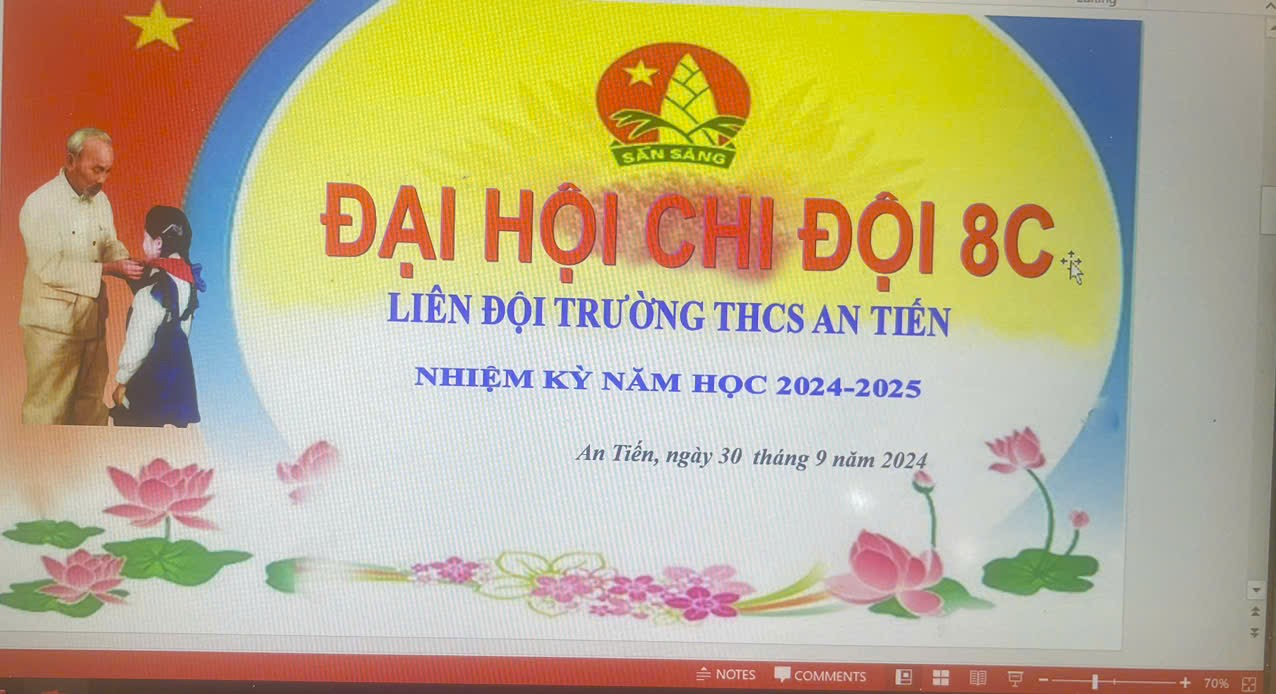 SẴN SÀNG
ĐẠI HỘI CHI ĐỘI 8C
LIÊN ĐỘI TRƯỜNG THCS AN TIẾN
NHIỆM KỲ NĂM HỌC 2024-2025
An Tiến, ngày 30 tháng 9 năm 2024
NOTES COMMENTS 70%